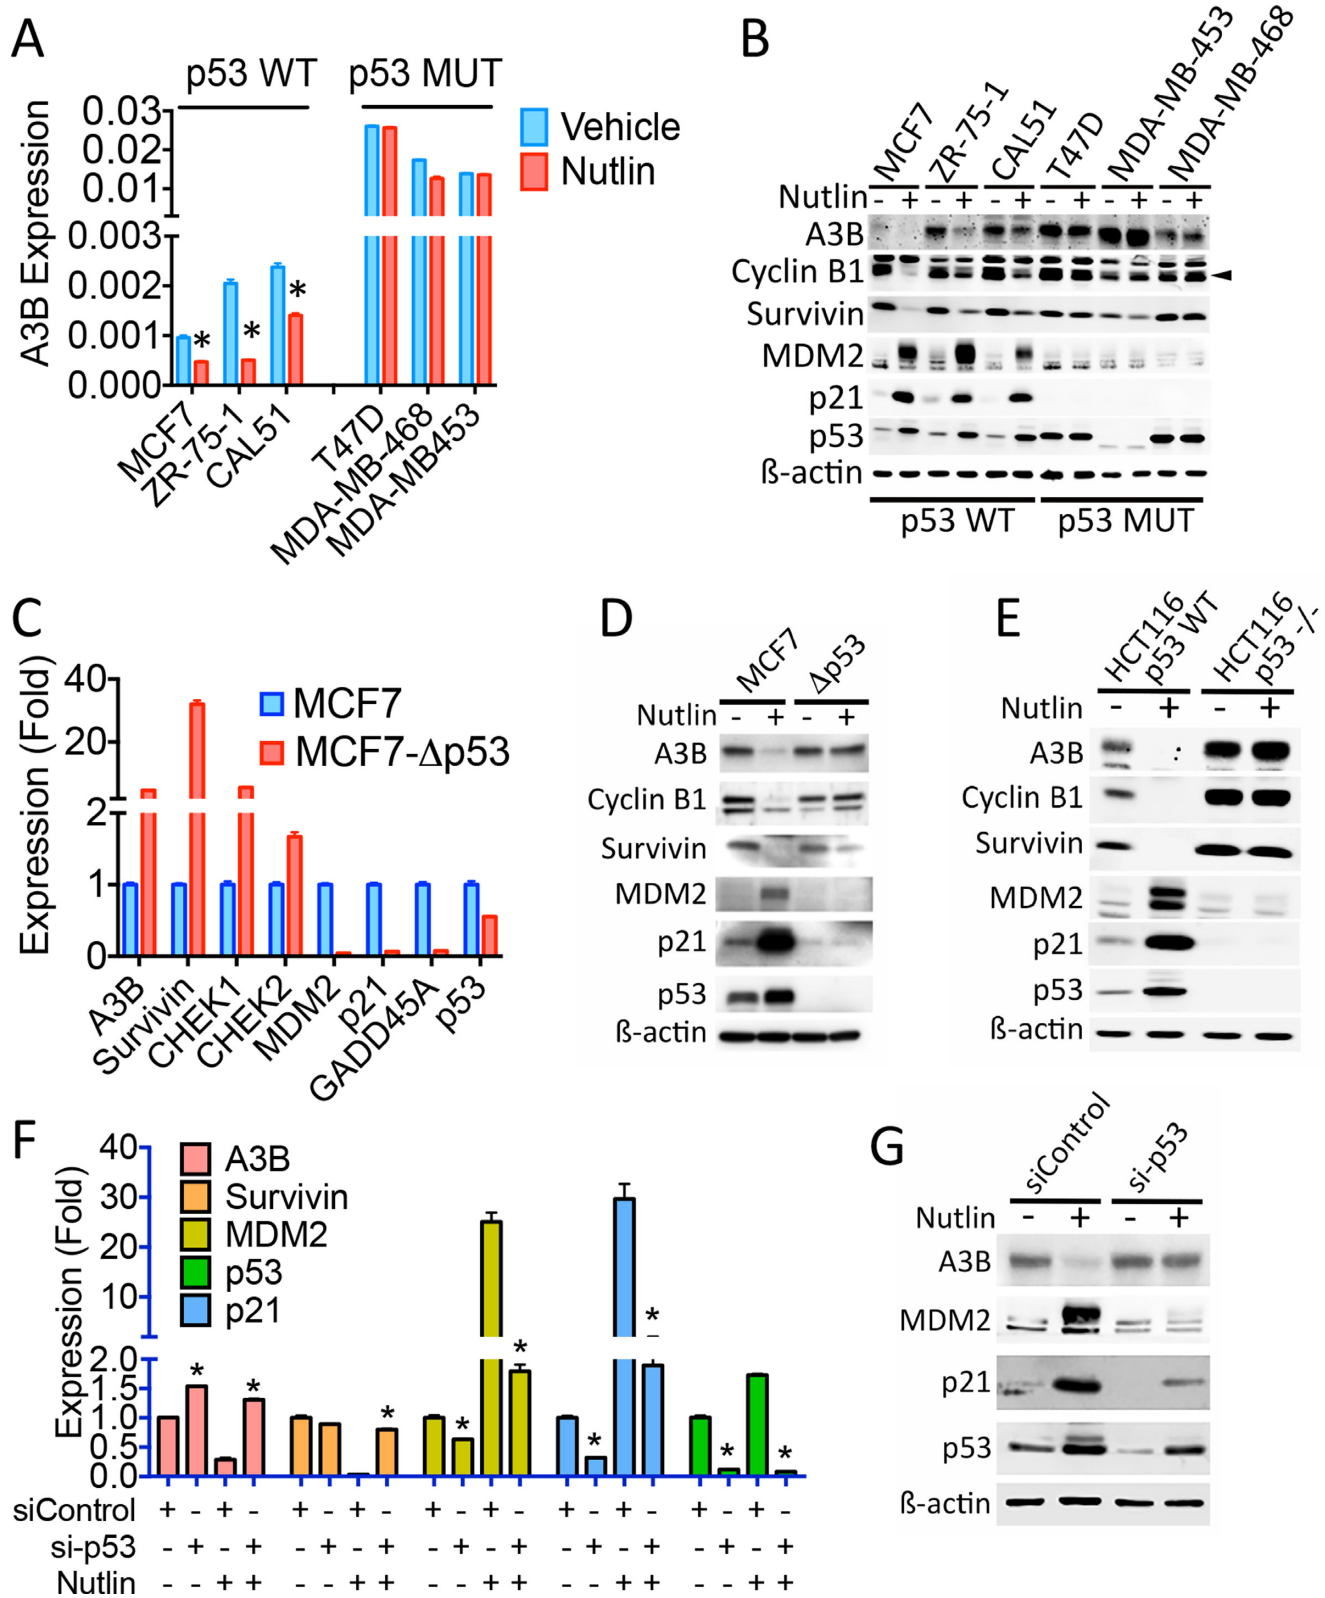 A
p53 WT
p53 MUT
A3B Expression
0.03
0.02
0.01
0.003
0.002
0.001
0.000
*
*
*
Vehicle
Nutlin
MCF7
ZR-75-1
CAL51
T47D
MDA-MB-468
MDA-MB453
B
MCF7
ZR-75-1
CAL51
T47D
MDA-MB-453
MDA-MB-468
Nutlin - + - + - + - + - + - +
A3B
Cyclin B1
Survivin
MDM2
p21
p53
ß-actin
p53 WT
p53 MUT
C
Expression (Fold)
40
20
2
1
0
MCF7
MCF7-Δp53
A3B
Survivin
CHEK1
CHEK2
MDM2
p21
GADD45A
p53
D
MCF7
Δp53
Nutlin - + - +
A3B
Cyclin B1
Survivin
MDM2
p21
p53
ß-actin
E
HCT116
p53 WT
HCT116
p53 -/-
Nutlin - + - +
A3B
Cyclin B1
Survivin
MDM2
p21
p53
ß-actin
F
Expression (Fold)
40
30
20
10
2.0
1.5
1.0
0.5
0.0
A3B
Survivin
MDM2
p53
p21
* * * * * * * * *
siControl + - + - + - + - + - + - + - + - + - + -
si-p53 - + - + - + - + - + - + - + - + - + - +
Nutlin - - + + - - + + - - + + - - + + - - + +
G
siControl
si-p53
Nutlin - + - +
A3B
MDM2
p21
p53
ß-actin